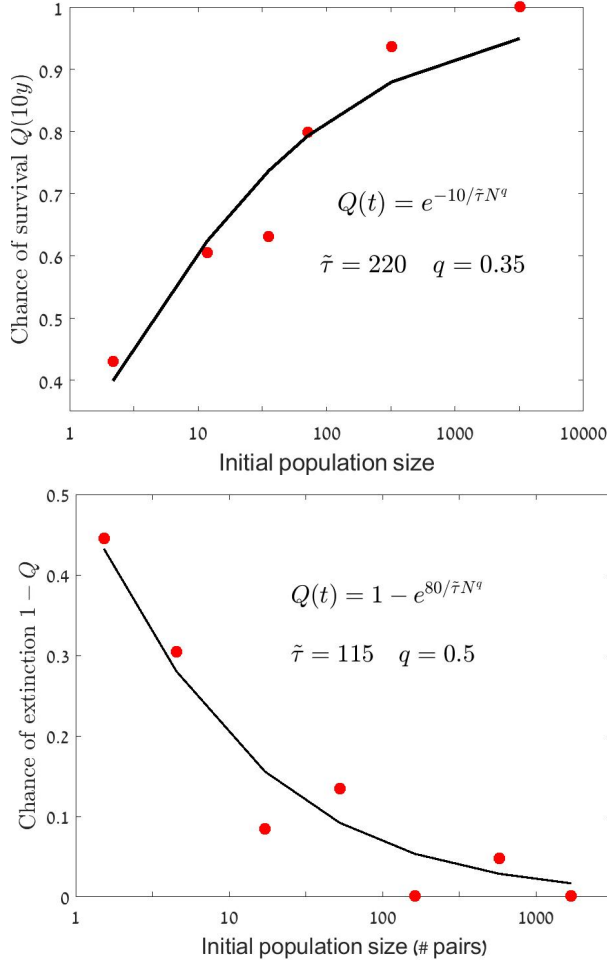 1
0.9
0.8
0.7
0.6
0.5
0.4
Chance of survival Q(10y)
Q(t) = e^{-10/τ̃N^q}
τ̃ = 220 q = 0.35
1 10 100 1000 10000
Initial population size
0.5
0.4
0.3
0.2
0.1
0
Chance of extinction 1 − Q
Q(t) = 1 − e^{80/τ̃N^q}
τ̃ = 115 q = 0.5
1 10 100 1000
Initial population size (# pairs)